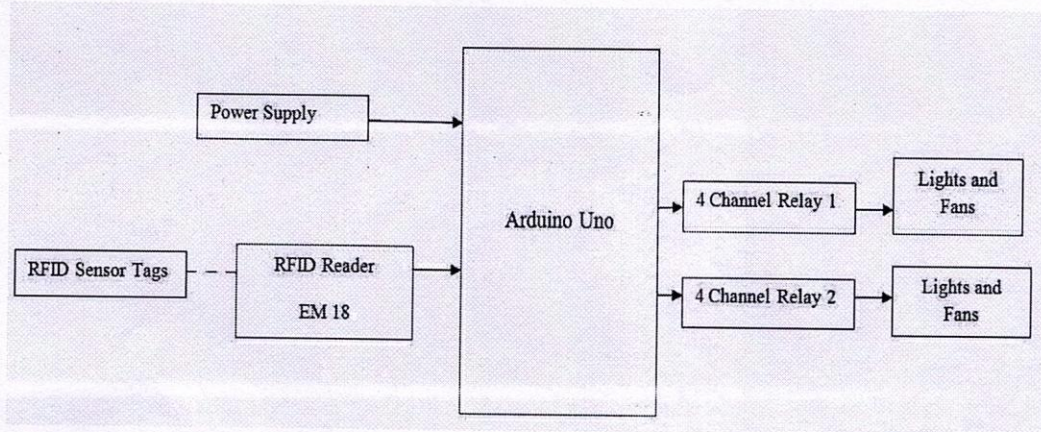 Power Supply
RFID Sensor Tags
RFID Reader
EM 18
Arduino Uno
4 Channel Relay 1
Lights and
Fans
4 Channel Relay 2
Lights and
Fans